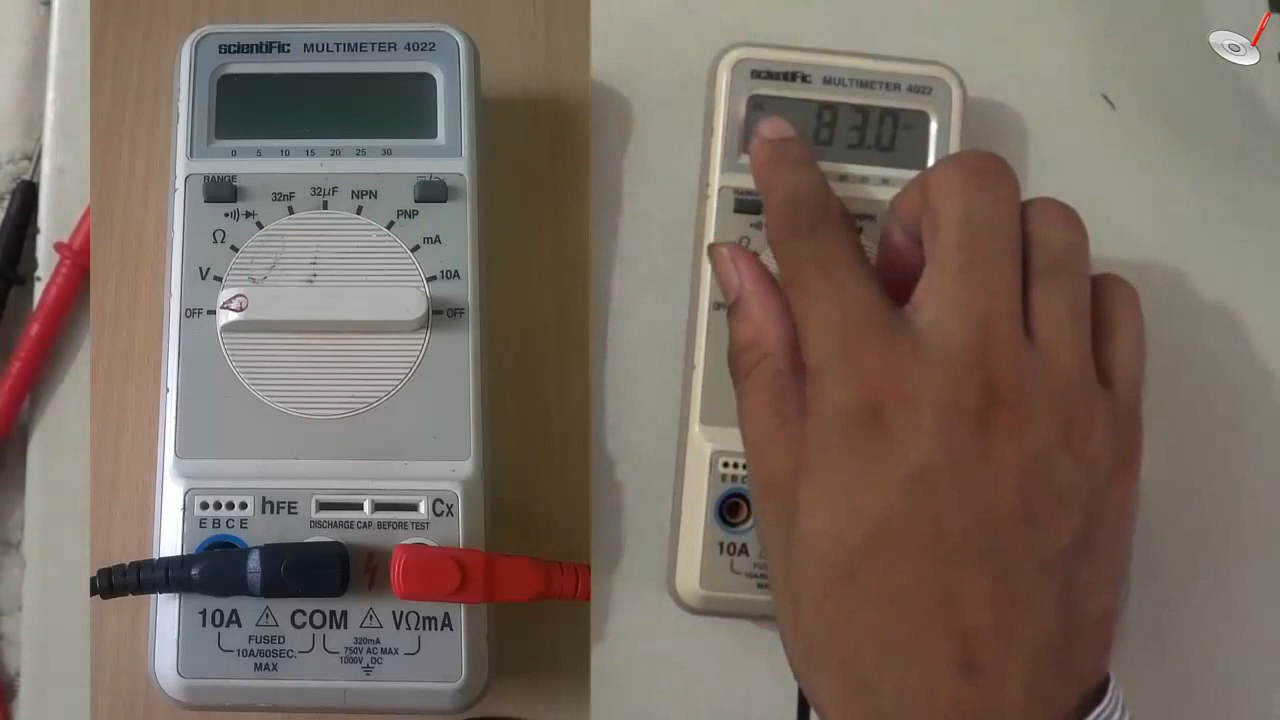 scientiFic MULTIMETER 4022
0 5 10 15 20 25 30
RANGE
32nF 32µF NPN
PNP
Ω mA
V 10A
OFF OFF
EBCE hFE Cx
DISCHARGE CAP. BEFORE TEST
10A COM VΩmA
FUSED
10A/60SEC.
MAX
320mA
750V AC MAX
1000V DC
scientiFic MULTIMETER 4022
83.0
10A